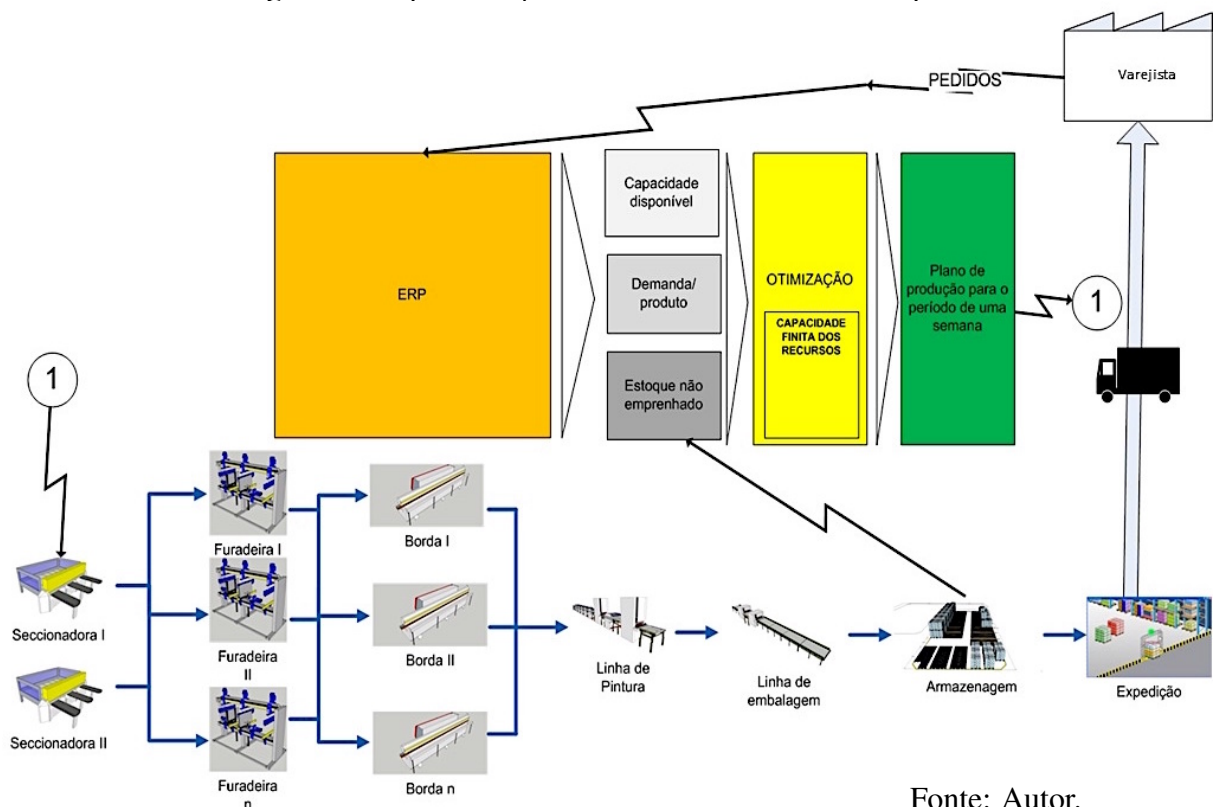 Varejista
PEDIDOS
ERP
Capacidade
disponível
Demanda/
produto
Estoque não
emprenhado
OTIMIZAÇÃO
CAPACIDADE
FINITA DOS
RECURSOS
Plano de
produção para o
período de uma
semana
1
1
Seccionadora I
Seccionadora II
Furadeira I
Furadeira
II
Furadeira
n
Borda I
Borda II
Borda n
Linha de
Pintura
Linha de
embalagem
Armazenagem
Expedição
Fonte: Autor.